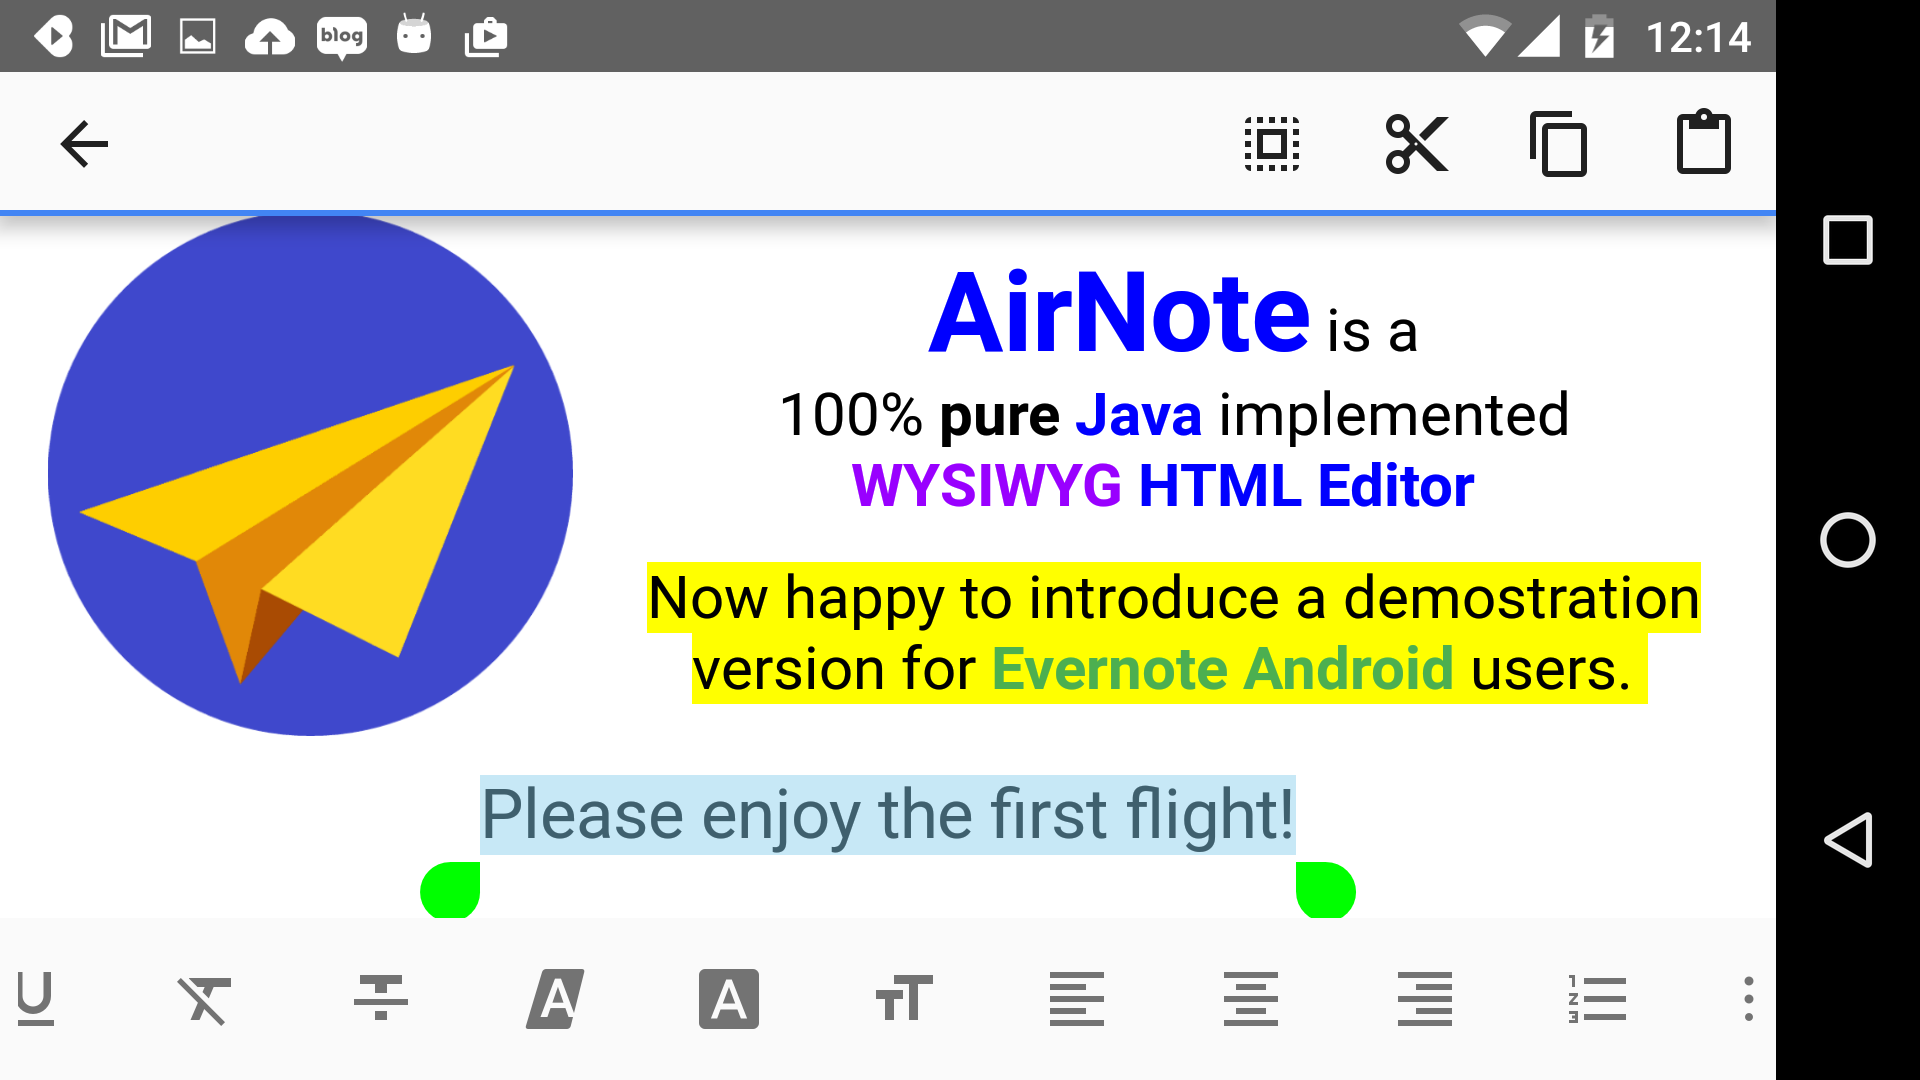 blog
12:14
AirNote is a
100% pure Java implemented
WYSIWYG HTML Editor
Now happy to introduce a demostration
version for Evernote Android users.
Please enjoy the first flight!